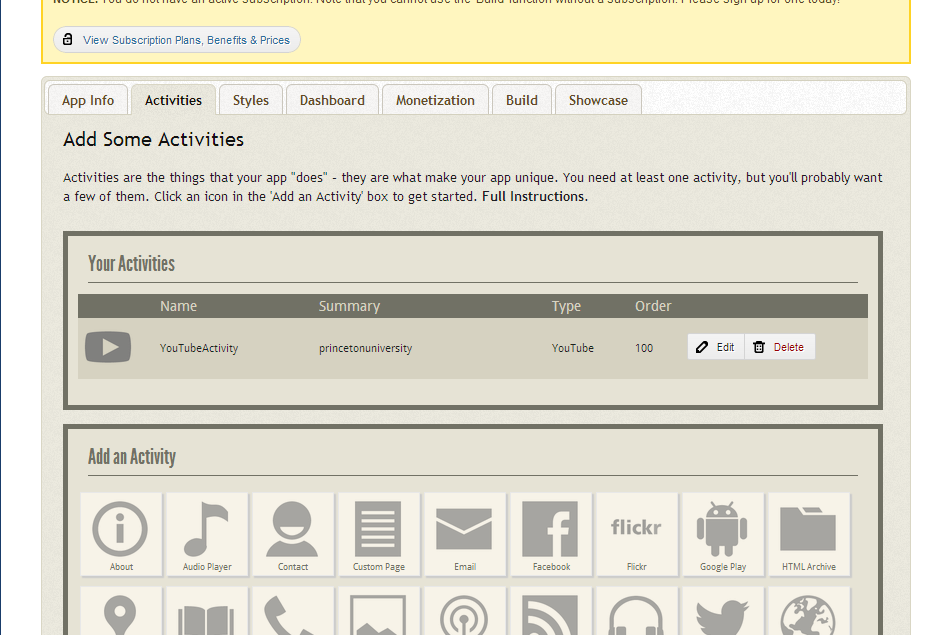 NOTICE: You do not have an active subscription. Note that you cannot use the 'Build' function without a subscription. Please sign up for one today!
View Subscription Plans, Benefits & Prices
App Info Activities Styles Dashboard Monetization Build Showcase
Add Some Activities
Activities are the things that your app "does" - they are what make your app unique. You need at least one activity, but you'll probably want
a few of them. Click an icon in the 'Add an Activity' box to get started. Full Instructions.
Your Activities
Name Summary Type Order
YouTubeActivity princetonuniversity YouTube 100 Edit Delete
Add an Activity
flickr
About Audio Player Contact Custom Page Email Facebook Flickr Google Play HTML Archive